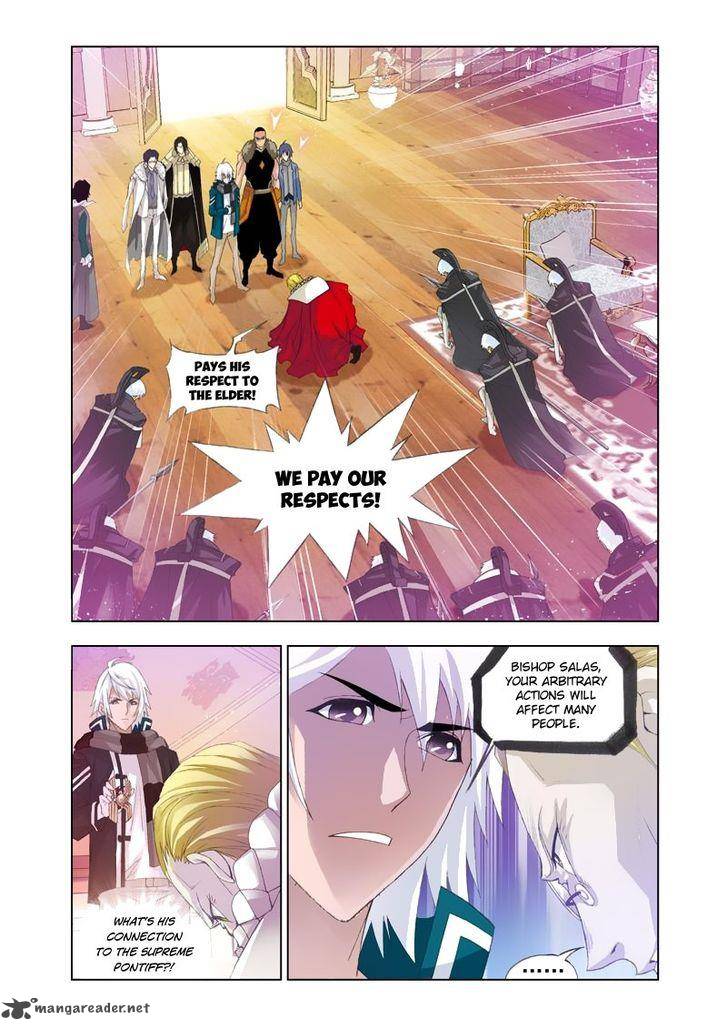 PAYS HIS
RESPECT TO
THE ELDER!
WE PAY OUR
RESPECTS!
WHAT'S HIS
CONNECTION
TO THE SUPREME
PONTIFF?!
BISHOP SALAS,
YOUR ARBITRARY
ACTIONS WILL
AFFECT MANY
PEOPLE.
......
mangareader.net